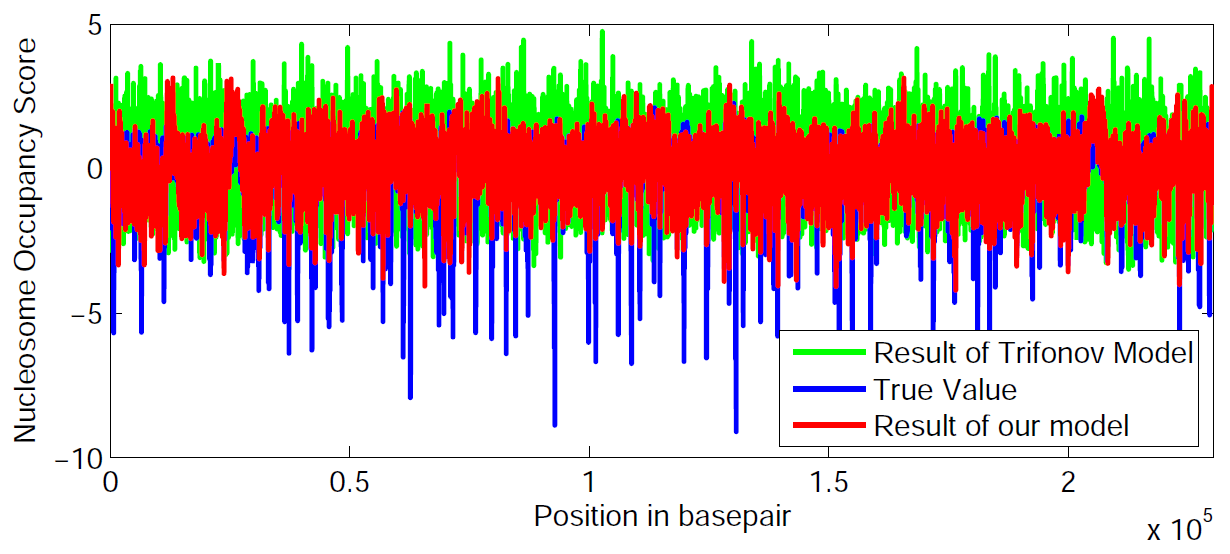 Nucleosome Occupancy Score
5
0
−5
−10
Result of Trifonov Model
True Value
Result of our model
0
0.5
1
1.5
2
Position in basepair
x 10^5